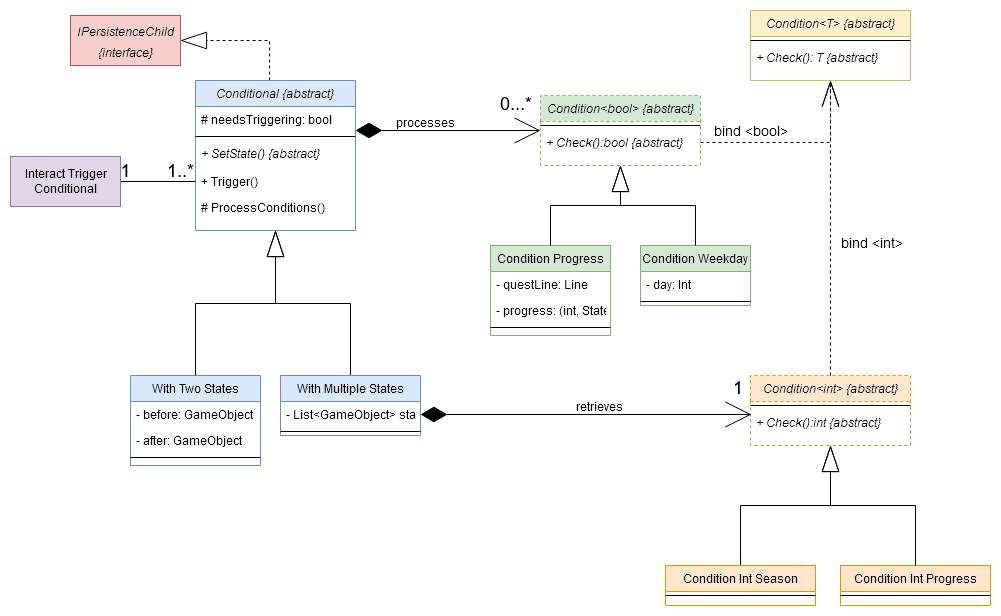 IPersistenceChild
{interface}
Conditional {abstract}
# needsTriggering: bool
+ SetState() {abstract}
+ Trigger()
# ProcessConditions()
Interact Trigger
Conditional
1
1..*
processes
0...*
Condition<bool> {abstract}
+ Check():bool {abstract}
Condition<T> {abstract}
+ Check(): T {abstract}
bind <bool>
bind <int>
Condition Progress
- questLine: Line
- progress: (int, State
Condition Weekday
- day: Int
With Two States
- before: GameObject
- after: GameObject
With Multiple States
- List<GameObject> sta
retrieves
1
Condition<int> {abstract}
+ Check():int {abstract}
Condition Int Season
Condition Int Progress